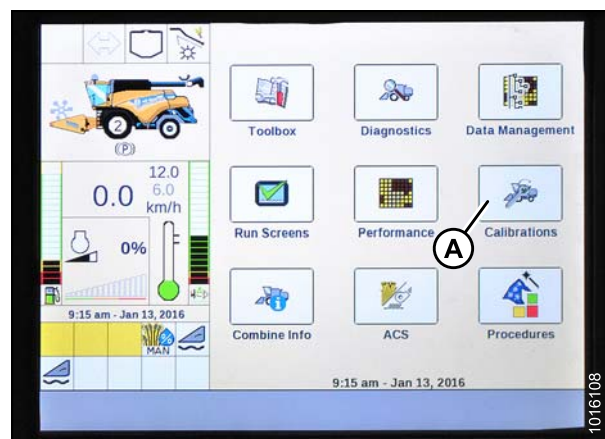 2
(P)
0.0
12.0
6.0
km/h
0%
9:15 am - Jan 13, 2016
MAN
Toolbox
Diagnostics
Data Management
Run Screens
Performance
Calibrations
A
Combine Info
ACS
Procedures
9:15 am - Jan 13, 2016
1016108